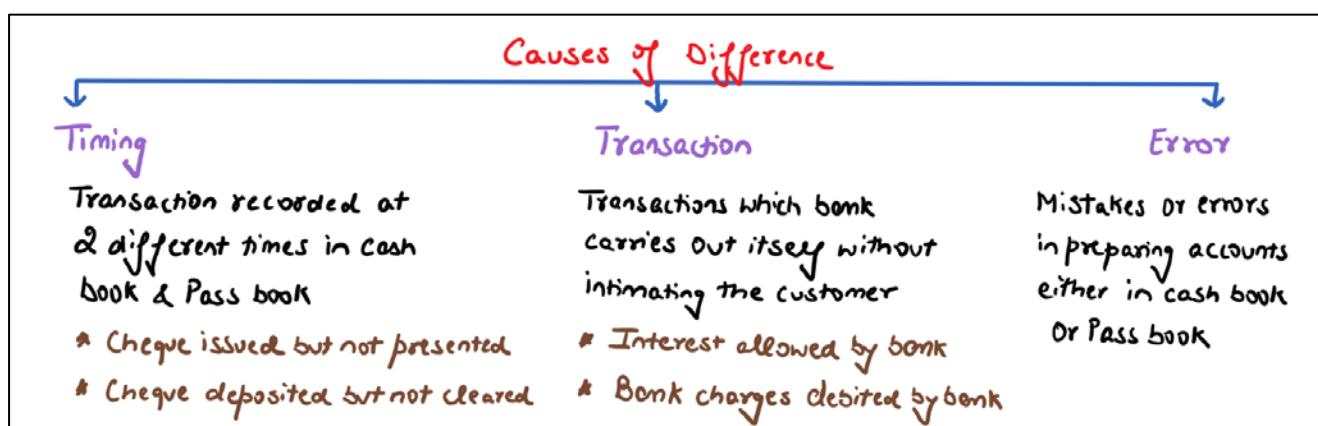 Causes of Difference
Timing
Transaction recorded at
2 different times in cash
book & Pass book
* Cheque issued but not presented
* Cheque deposited but not cleared
Transaction
Transactions which bank
carries out itself without
intimating the customer
* Interest allowed by bank
* Bank charges debited by bank
Error
Mistakes or errors
in preparing accounts
either in cash book
or Pass book